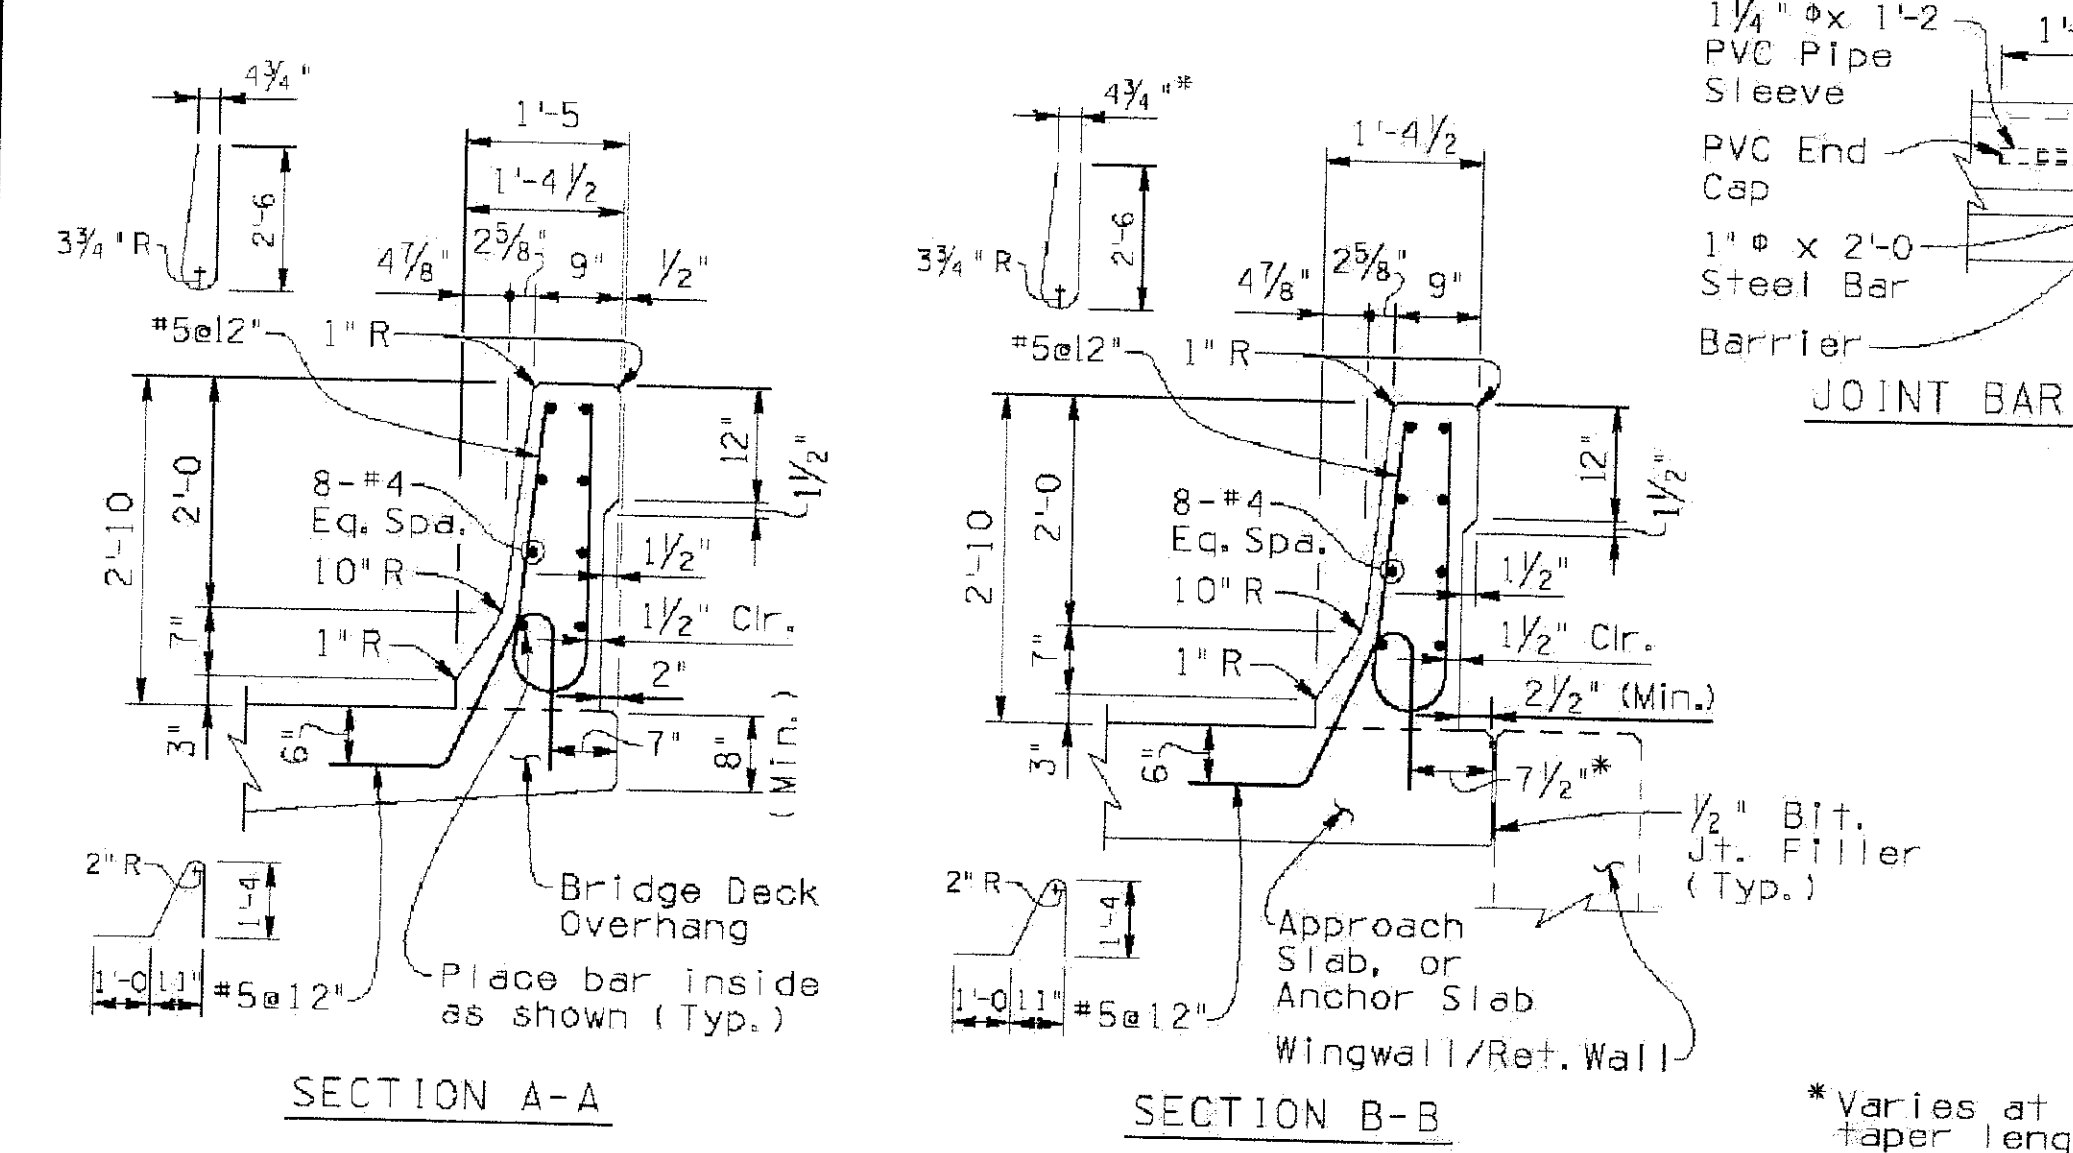 4¾"
1'-5
1'-4½
2'-6
3¾"R
4⅞"
2⅝"
9"
½"
#5@12"
1" R
2'-10
2'-0
12"
1½"
8-#4
Eq. Spa.
10" R
1½"
1½" Clr.
7"
1" R
2"
3"
6"
7"
8"
(Min.)
2" R
1'-4
1'-0
11"
#5@12"
Bridge Deck
Overhang
Place bar inside
as shown (Typ.)
SECTION A-A
4¾"*
1'-4½
2'-6
3¾" R
4⅞"
2⅝"
9"
#5@12"
1" R
2'-10
2'-0
12"
1½"
8-#4
Eq. Spa.
10" R
1½"
1½" Clr.
7"
1" R
2½" (Min.)
3"
6"
7½"*
½" Bit.
Jt. Filler
(Typ.)
2" R
1'-4
1'-0
11"
#5@12"
Approach
Slab, or
Anchor Slab
Wingwall/Ret. Wall
SECTION B-B
1¼" Φ x 1'-2
PVC Pipe
Sleeve
PVC End
Cap
1" Φ x 2'-0
Steel Bar
Barrier
JOINT BAR
*Varies at
taper